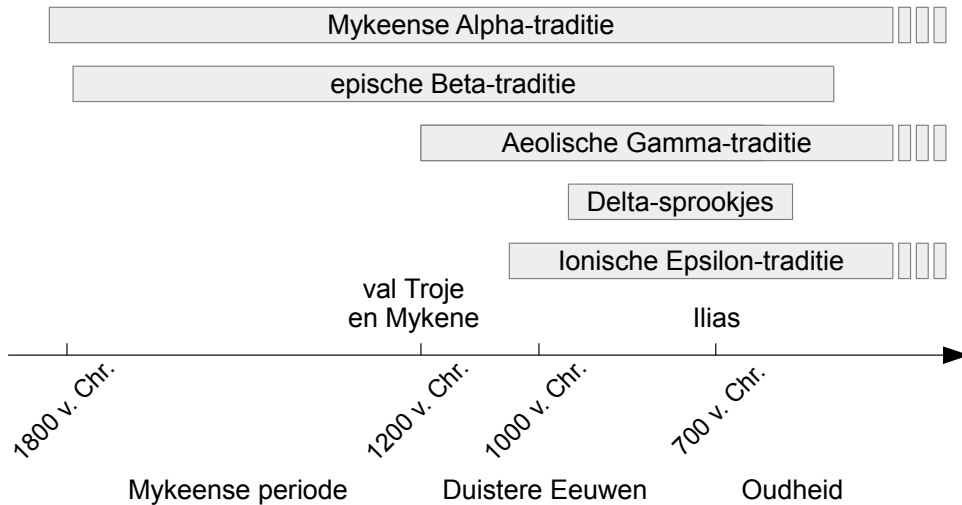 Mykeense Alpha-traditie
epische Beta-traditie
Aeolische Gamma-traditie
Delta-sprookjes
Ionische Epsilon-traditie
val Troje
en Mykene
Ilias
1800 v. Chr.
1200 v. Chr.
1000 v. Chr.
700 v. Chr.
Mykeense periode
Duistere Eeuwen
Oudheid